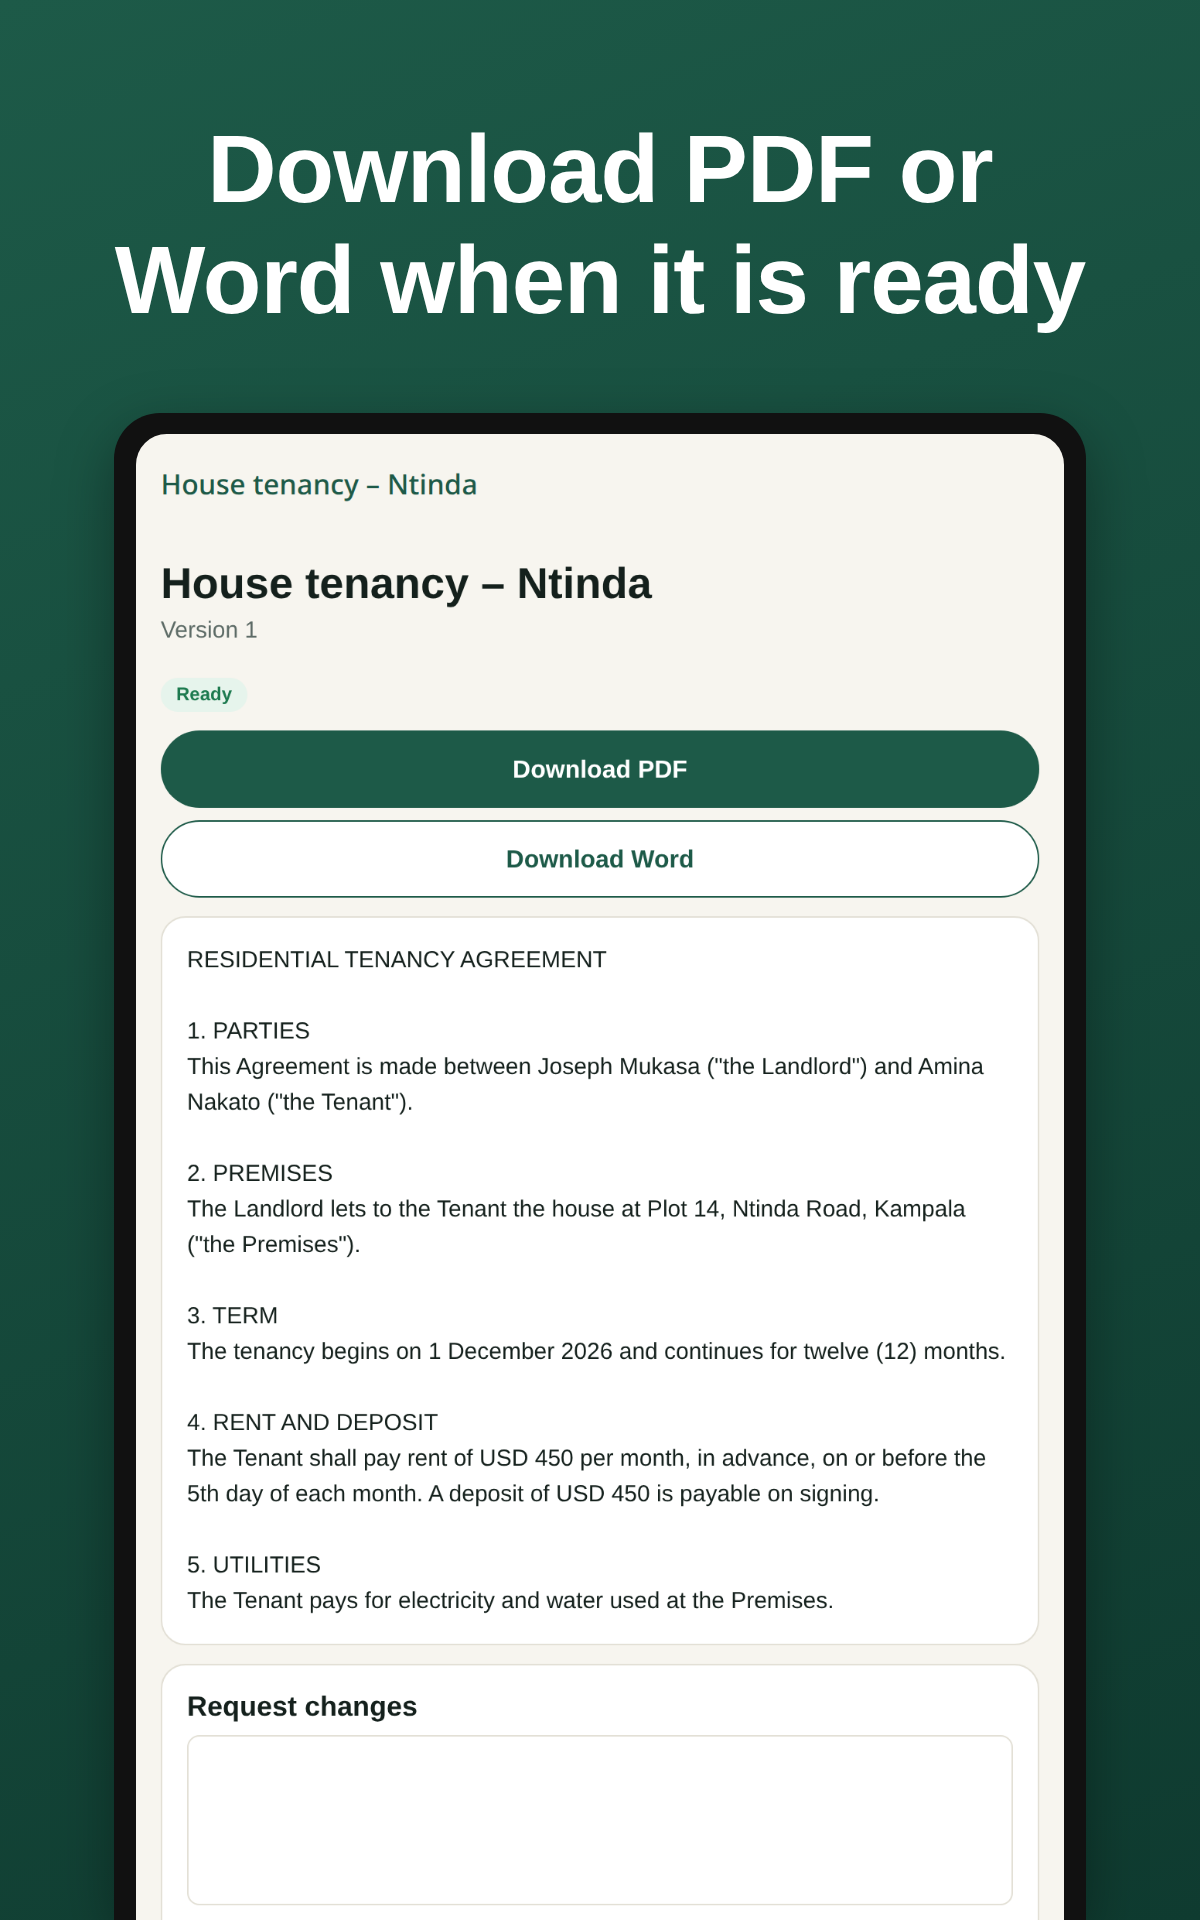 Download PDF or
Word when it is ready
House tenancy – Ntinda
House tenancy – Ntinda
Version 1
Ready
Download PDF
Download Word
RESIDENTIAL TENANCY AGREEMENT
1. PARTIES
This Agreement is made between Joseph Mukasa ("the Landlord") and Amina
Nakato ("the Tenant").
2. PREMISES
The Landlord lets to the Tenant the house at Plot 14, Ntinda Road, Kampala
("the Premises").
3. TERM
The tenancy begins on 1 December 2026 and continues for twelve (12) months.
4. RENT AND DEPOSIT
The Tenant shall pay rent of USD 450 per month, in advance, on or before the
5th day of each month. A deposit of USD 450 is payable on signing.
5. UTILITIES
The Tenant pays for electricity and water used at the Premises.
Request changes